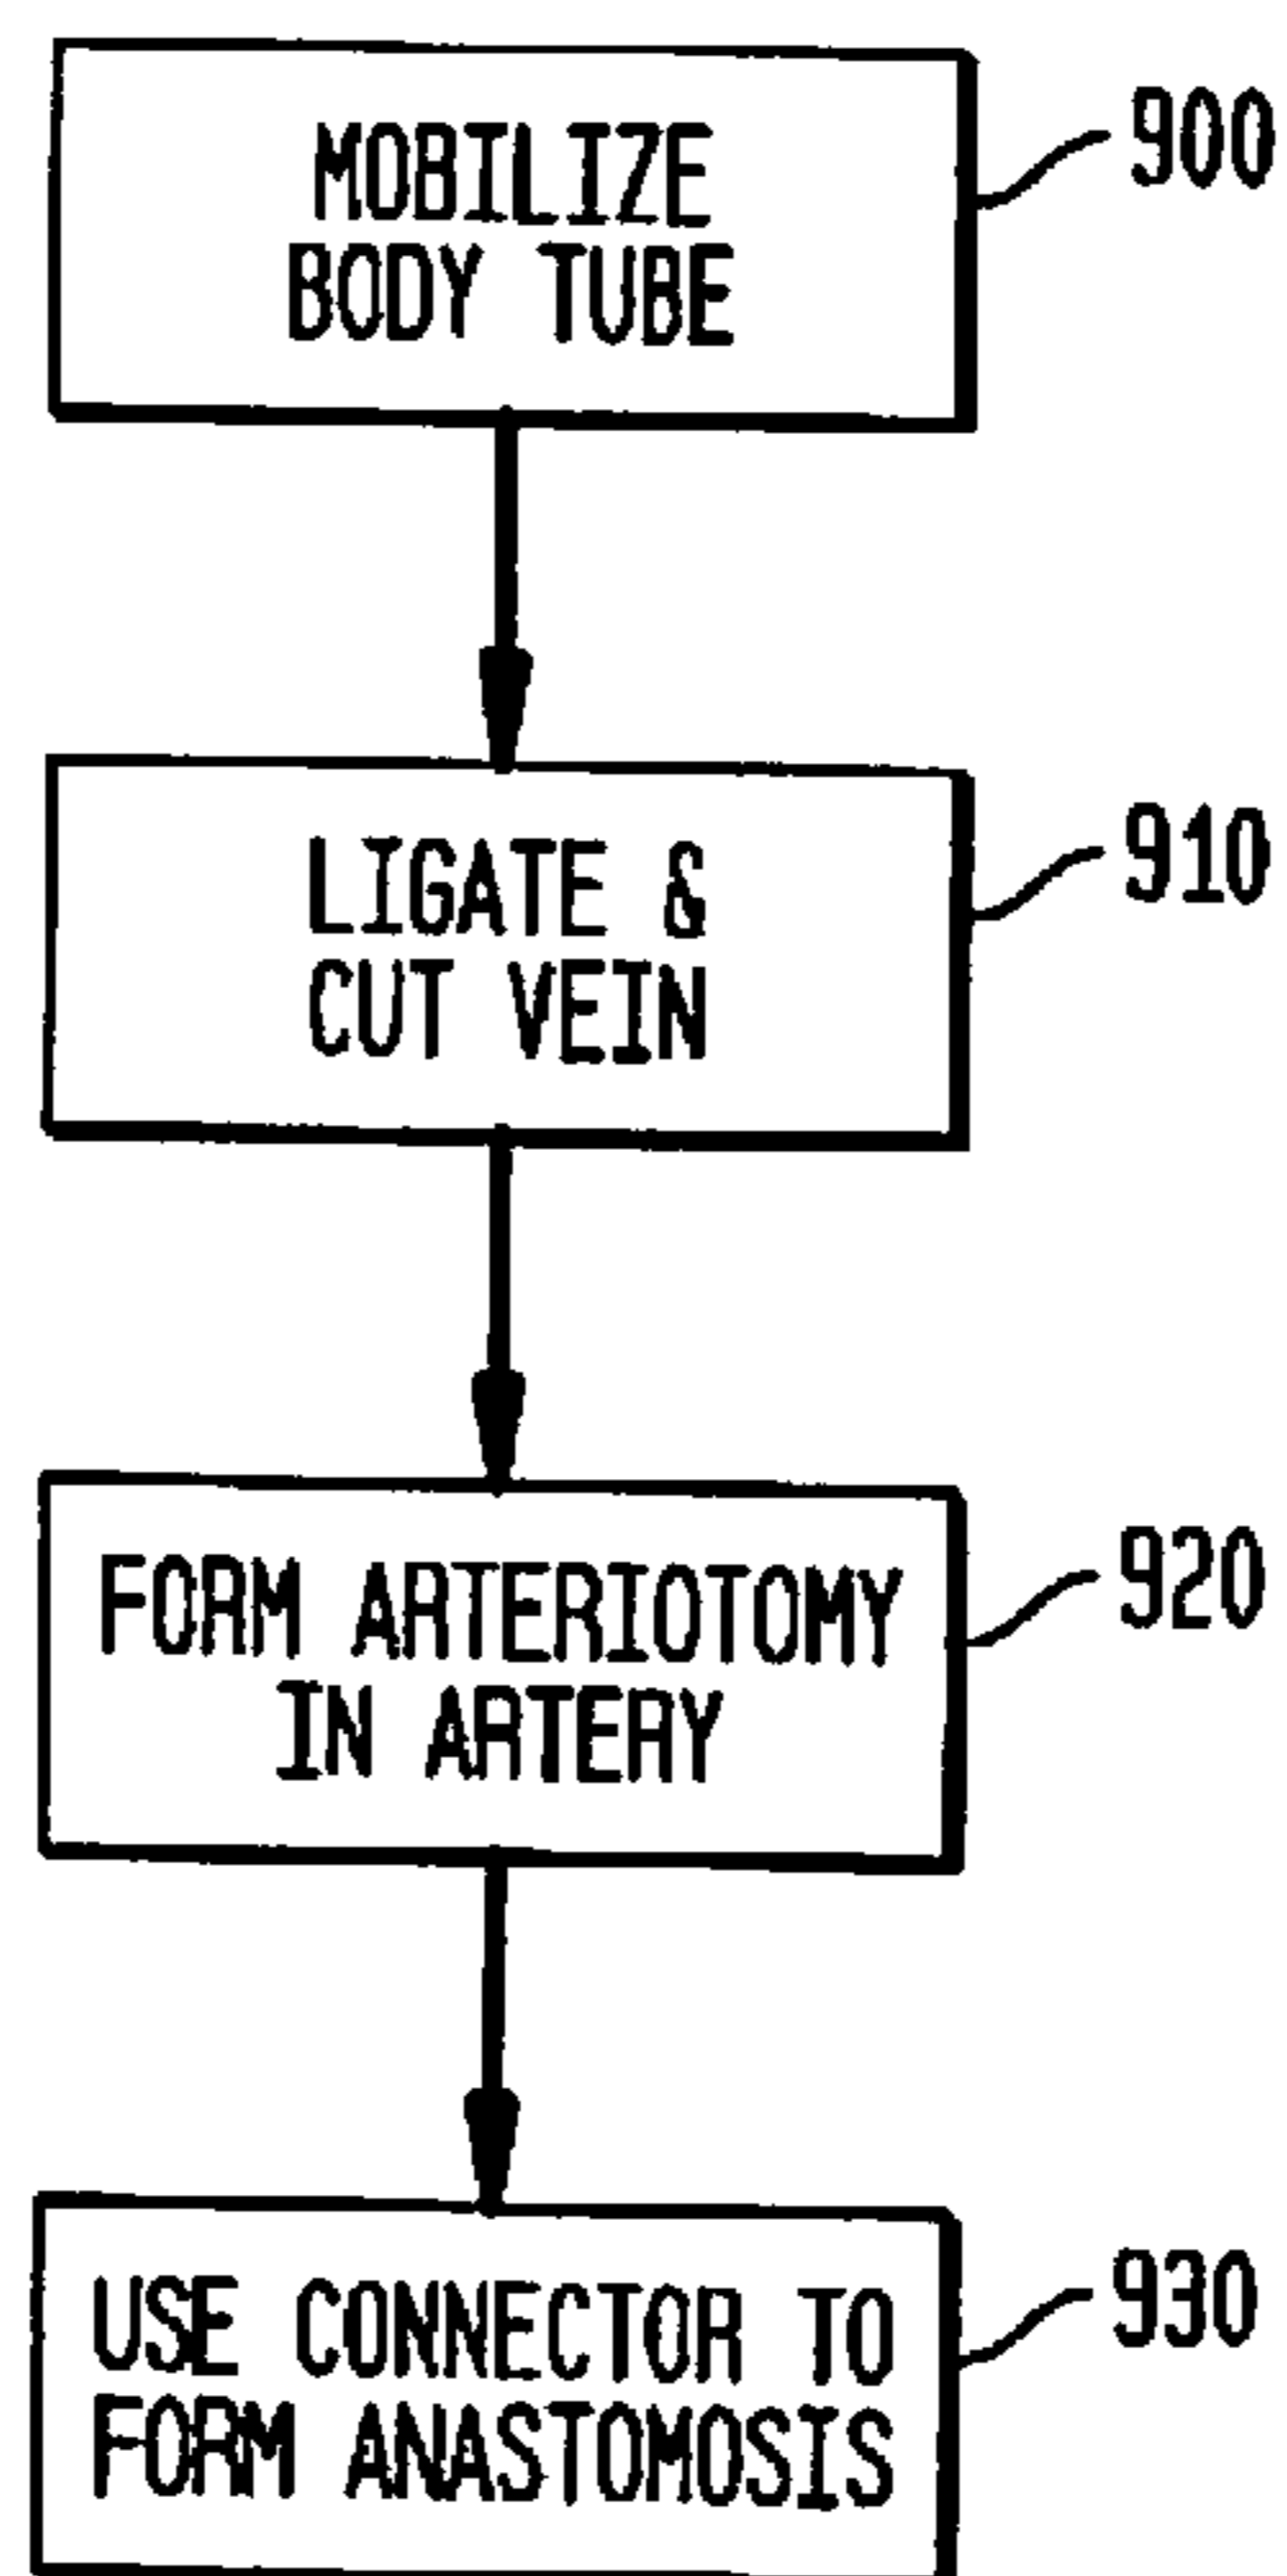 MOBILIZE
BODY TUBE
900
LIGATE &
CUT VEIN
910
FORM ARTERIOTOMY
IN ARTERY
920
USE CONNECTOR TO
FORM ANASTOMOSIS
930